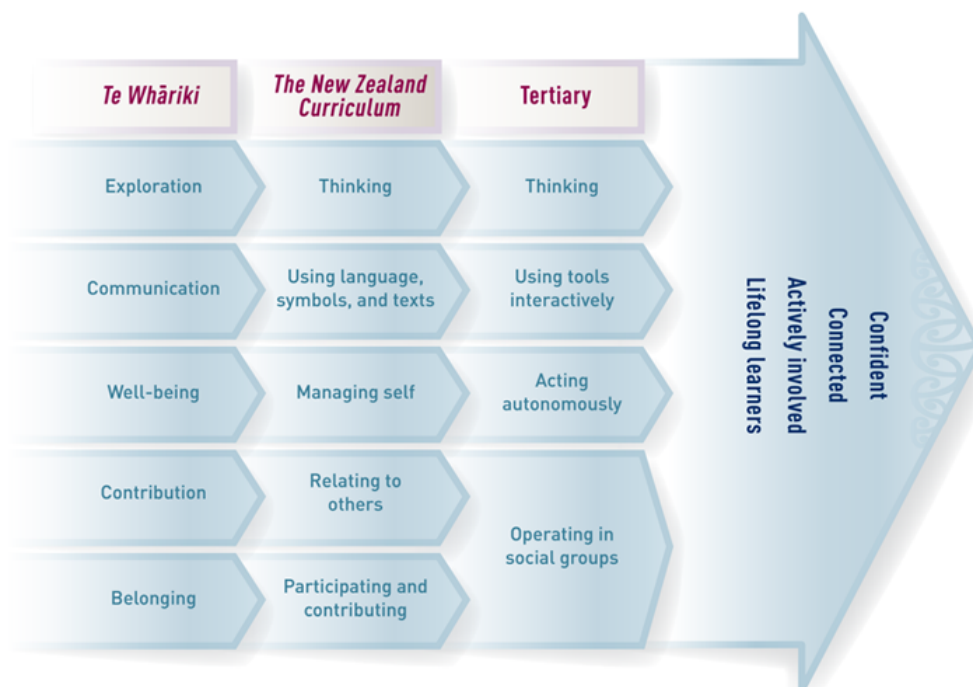 Te Whāriki
The New Zealand
Curriculum
Tertiary
Exploration
Thinking
Thinking
Communication
Using language,
symbols, and texts
Using tools
interactively
Well-being
Managing self
Acting
autonomously
Contribution
Relating to
others
Operating in
social groups
Belonging
Participating and
contributing
Confident
Connected
Actively involved
Lifelong learners